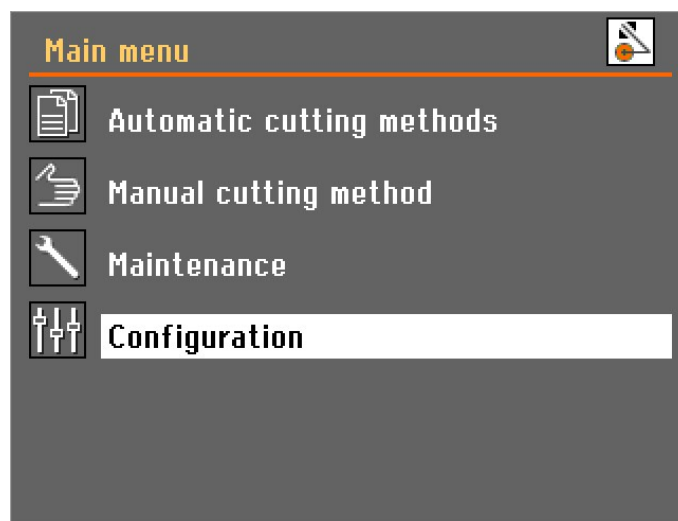 Main menu
Automatic cutting methods
Manual cutting method
Maintenance
Configuration